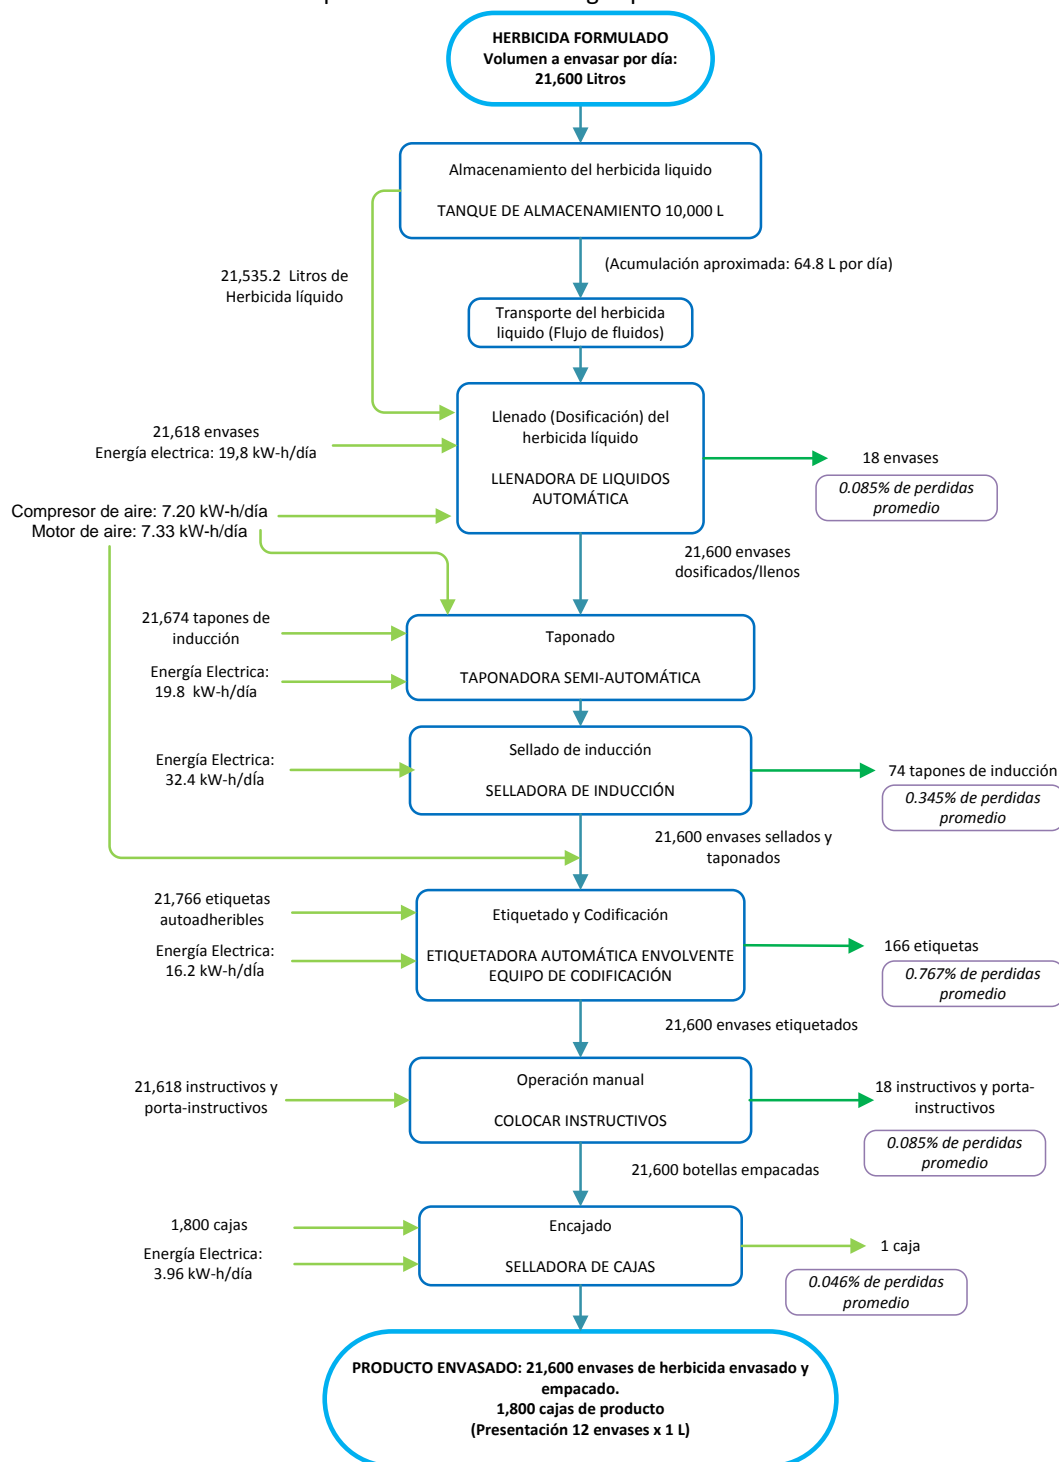 HERBICIDA FORMULADO
Volumen a envasar por día:
21,600 Litros
Almacenamiento del herbicida liquido
TANQUE DE ALMACENAMIENTO 10,000 L
21,535.2 Litros de
Herbicida líquido
(Acumulación aproximada: 64.8 L por día)
Transporte del herbicida
liquido (Flujo de fluidos)
Llenado (Dosificación) del
herbicida líquido
LLENADORA DE LIQUIDOS
AUTOMÁTICA
21,618 envases
Energía electrica: 19,8 kW-h/día
18 envases
0.085% de perdidas
promedio
Compresor de aire: 7.20 kW-h/día
Motor de aire: 7.33 kW-h/día
21,600 envases
dosificados/llenos
21,674 tapones de
inducción
Energía Electrica:
19.8 kW-h/día
Taponado
TAPONADORA SEMI-AUTOMÁTICA
Energía Electrica:
32.4 kW-h/día
Sellado de inducción
SELLADORA DE INDUCCIÓN
74 tapones de inducción
0.345% de perdidas
promedio
21,600 envases sellados y
taponados
21,766 etiquetas
autoadheribles
Energía Electrica:
16.2 kW-h/día
Etiquetado y Codificación
ETIQUETADORA AUTOMÁTICA ENVOLVENTE
EQUIPO DE CODIFICACIÓN
166 etiquetas
0.767% de perdidas
promedio
21,600 envases etiquetados
21,618 instructivos y
porta-instructivos
Operación manual
COLOCAR INSTRUCTIVOS
18 instructivos y porta-
instructivos
0.085% de perdidas
promedio
21,600 botellas empacadas
1,800 cajas
Energía Electrica:
3.96 kW-h/día
Encajado
SELLADORA DE CAJAS
1 caja
0.046% de perdidas
promedio
PRODUCTO ENVASADO: 21,600 envases de herbicida envasado y
empacado.
1,800 cajas de producto
(Presentación 12 envases x 1 L)